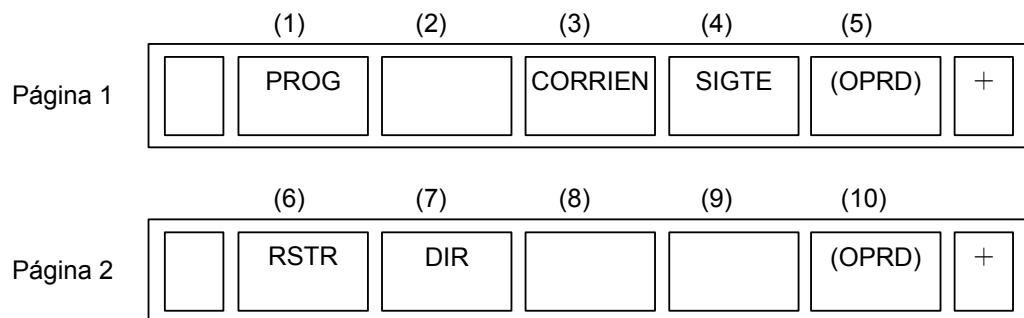 (1) (2) (3) (4) (5)
Página 1 PROG CORRIEN SIGTE (OPRD) +
(6) (7) (8) (9) (10)
Página 2 RSTR DIR (OPRD) +